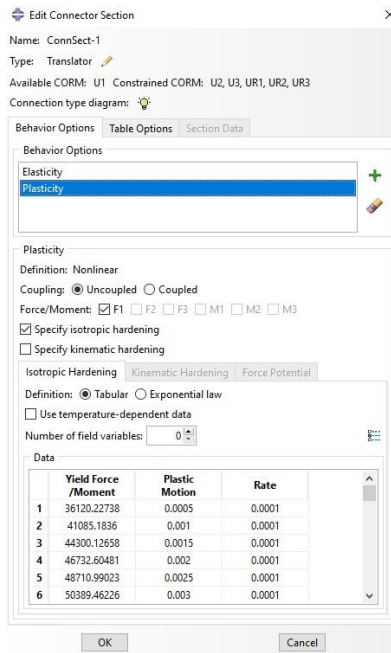 Edit Connector Section
Name: ConnSect-1
Type: Translator
Available CORM: U1 Constrained CORM: U2, U3, UR1, UR2, UR3
Connection type diagram:
Behavior Options Table Options Section Data
Behavior Options
Elasticity
Plasticity
Plasticity
Definition: Nonlinear
Coupling: Uncoupled Coupled
Force/Moment: F1 F2 F3 M1 M2 M3
Specify isotropic hardening
Specify kinematic hardening
Isotropic Hardening Kinematic Hardening Force Potential
Definition: Tabular Exponential law
Use temperature-dependent data
Number of field variables: 0
Data
Yield Force
/Moment Plastic
Motion Rate
1 36120.22738 0.0005 0.0001
2 41085.1836 0.001 0.0001
3 44300.12658 0.0015 0.0001
4 46732.60481 0.002 0.0001
5 48710.99023 0.0025 0.0001
6 50389.46226 0.003 0.0001
OK Cancel